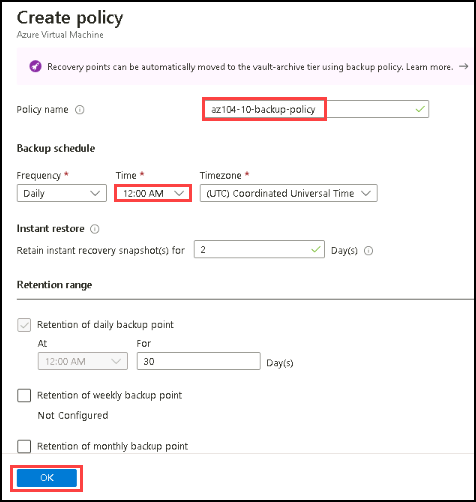 Create policy
Azure Virtual Machine
Recovery points can be automatically moved to the vault-archive tier using backup policy. Learn more. →
Policy name
az104-10-backup-policy
Backup schedule
Frequency * Time * Timezone *
Daily 12:00 AM (UTC) Coordinated Universal Time
Instant restore
Retain instant recovery snapshot(s) for 2 Day(s)
Retention range
Retention of daily backup point
At For
12:00 AM 30 Day(s)
Retention of weekly backup point
Not Configured
Retention of monthly backup point
OK